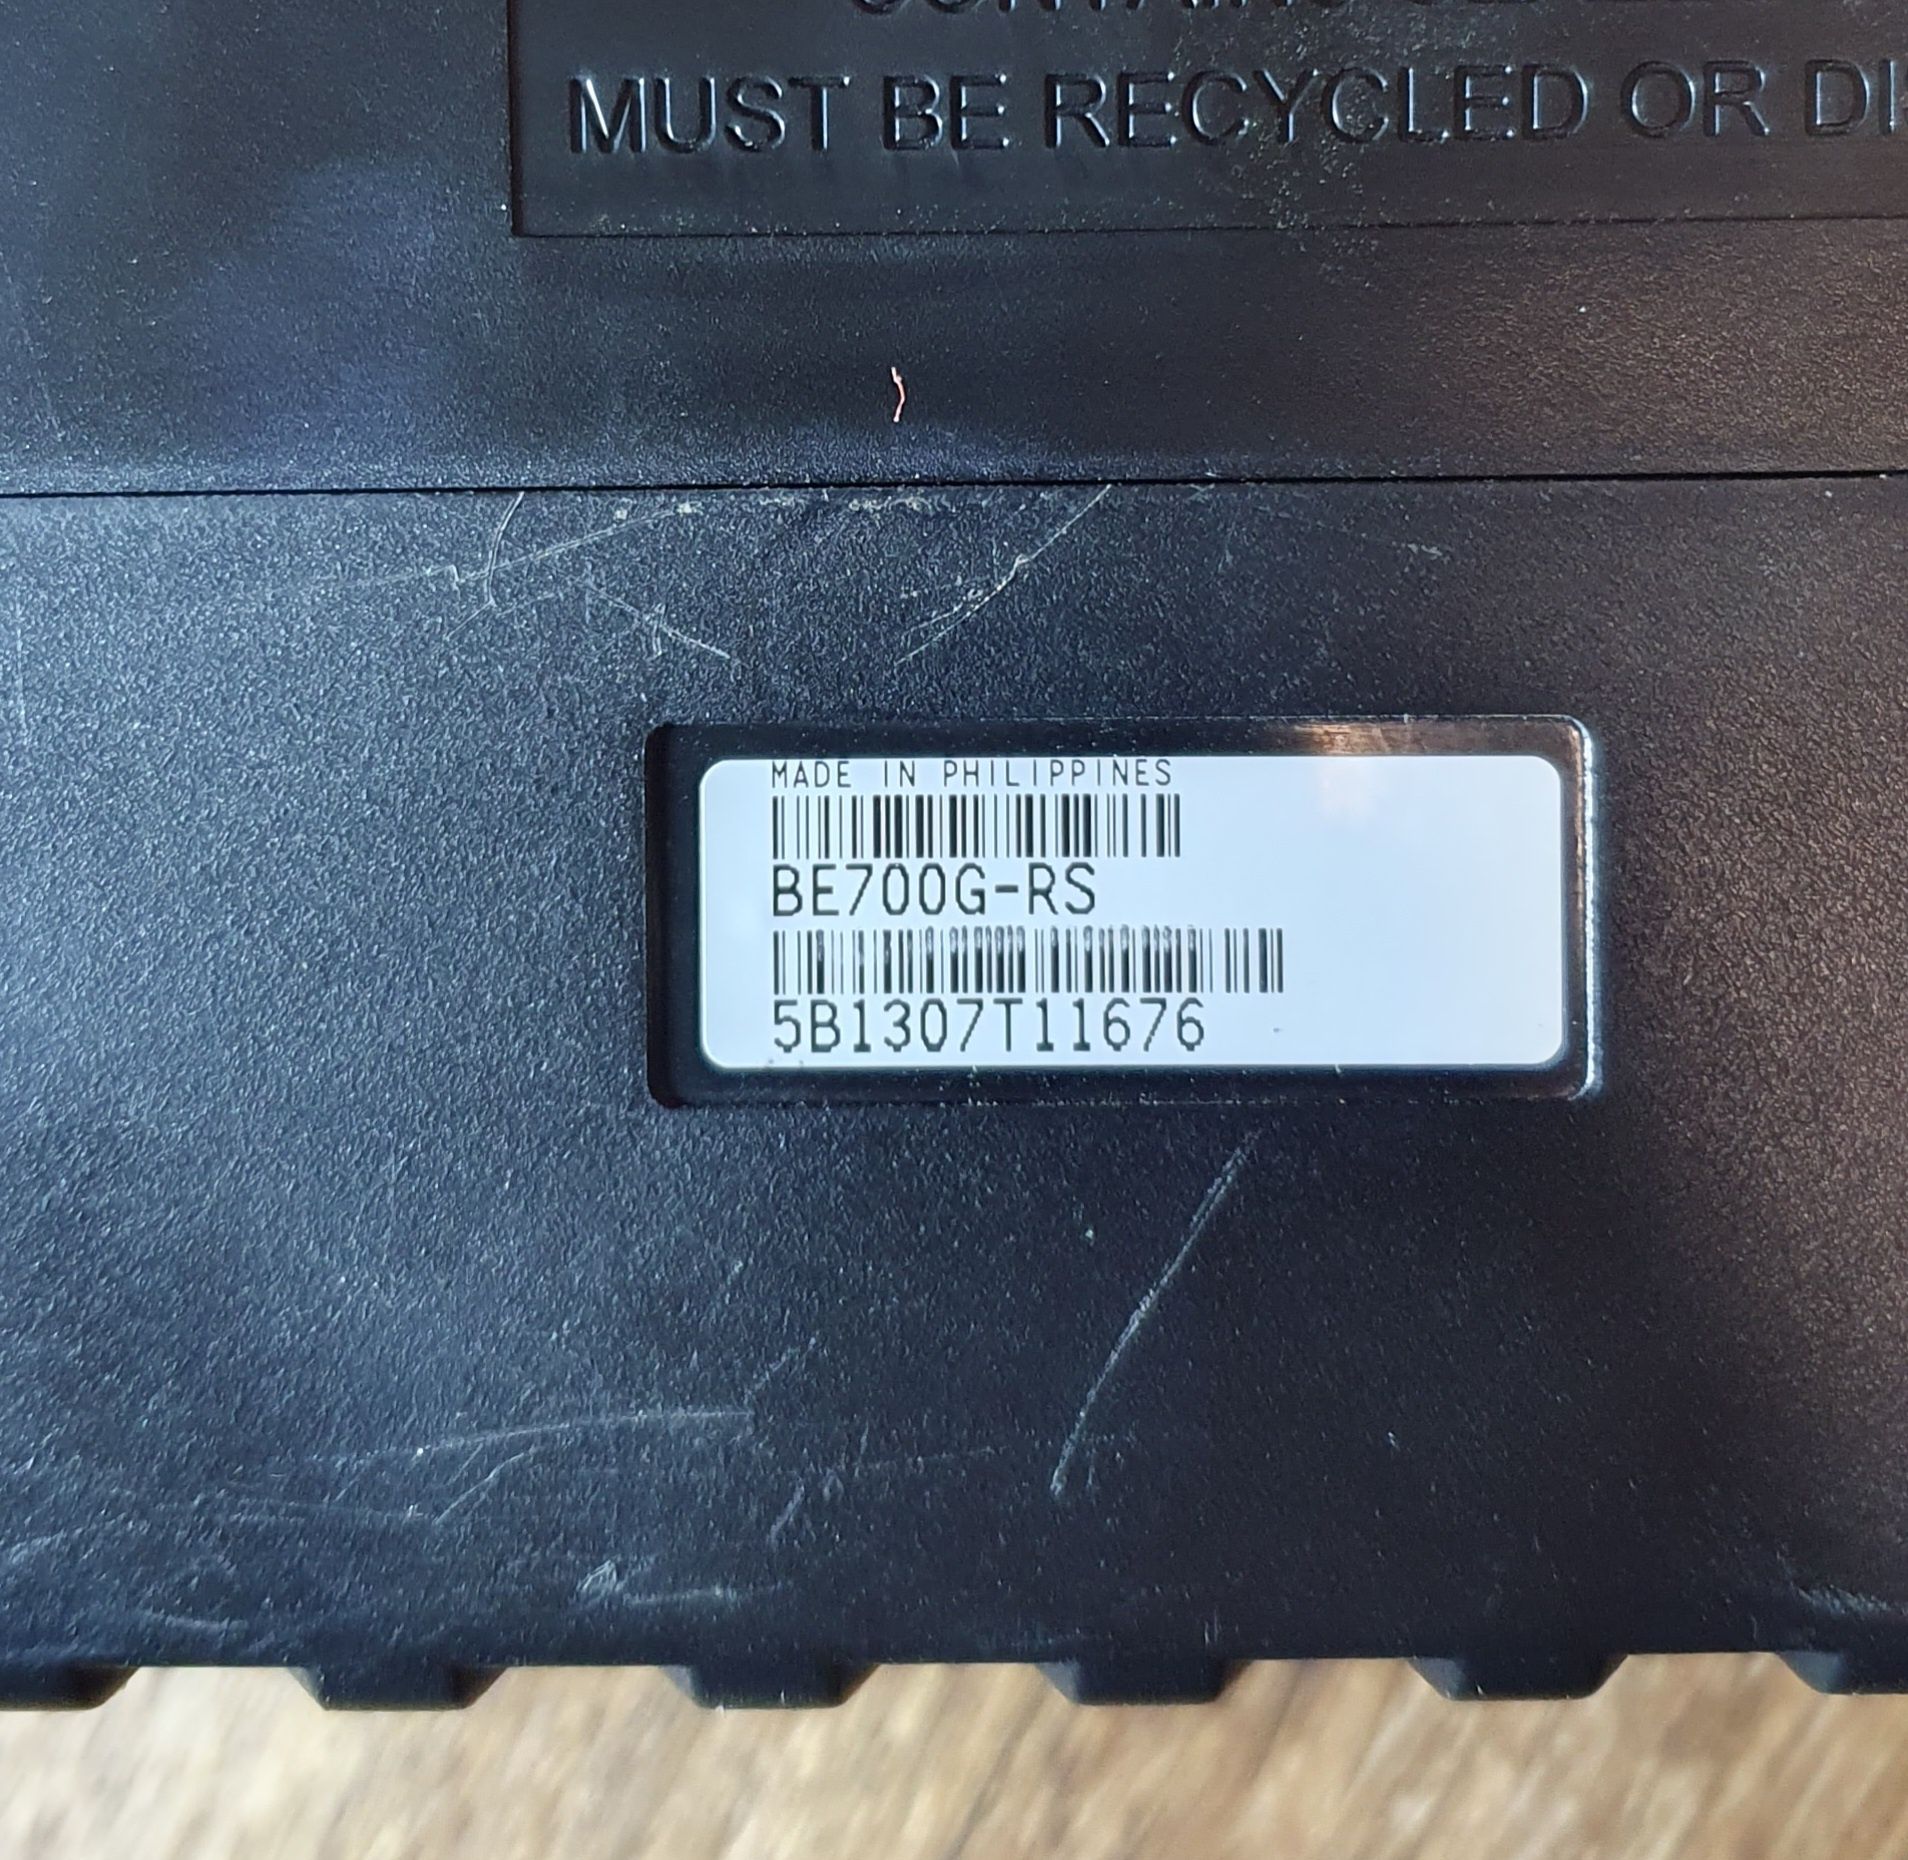 MUST BE RECYCLED OR
MADE IN PHILIPPINES
BE700G-RS
5B1307T11676